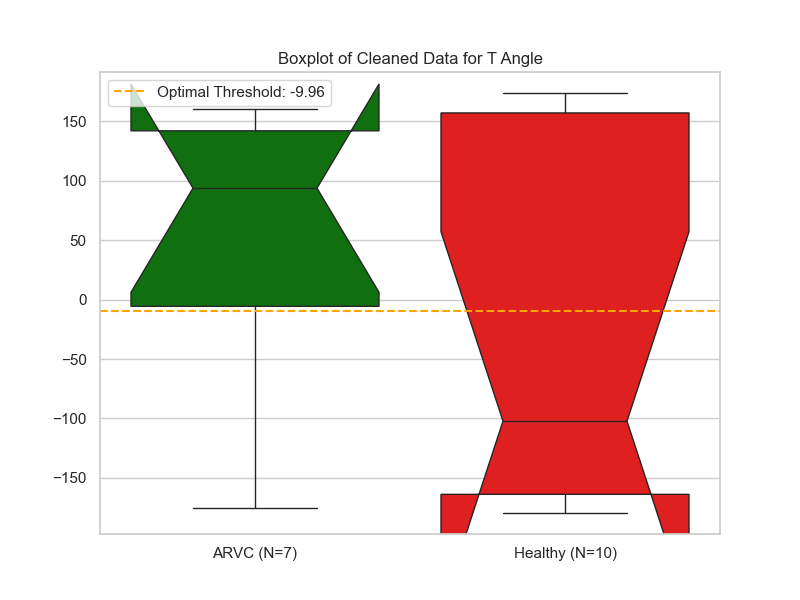 Boxplot of Cleaned Data for T Angle
Optimal Threshold: -9.96
150
100
50
0
−50
−100
−150
ARVC (N=7)
Healthy (N=10)